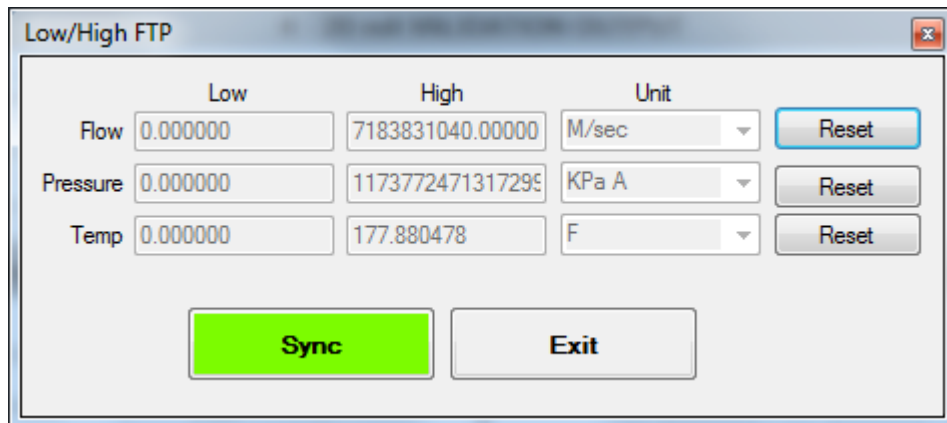 Low/High FTP
Low High Unit
Flow 0.000000 7183831040.00000 M/sec Reset
Pressure 0.000000 1173772471317299 KPa A Reset
Temp 0.000000 177.880478 F Reset
Sync Exit